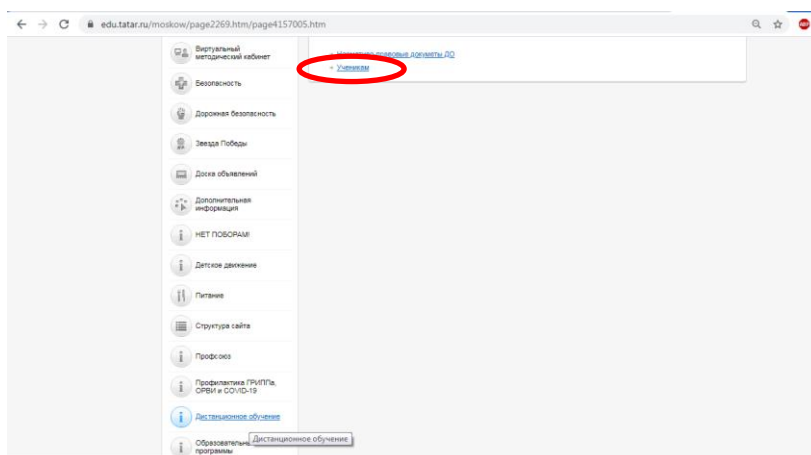 edu.tatar.ru/moskow/page2269.htm/page4157005.htm
Виртуальный
методический кабинет
Безопасность
Дорожная безопасность
Звезда Победы
Доска объявлений
Дополнительная
информация
НЕТ ПОБОРАМ!
Детское движение
Питание
Структура сайта
Профсоюз
Профилактика ГРИППа,
ОРВИ и COVID-19
Дистанционное обучение
Дистанционное обучение
программы
правовые документы ДО
Ученикам